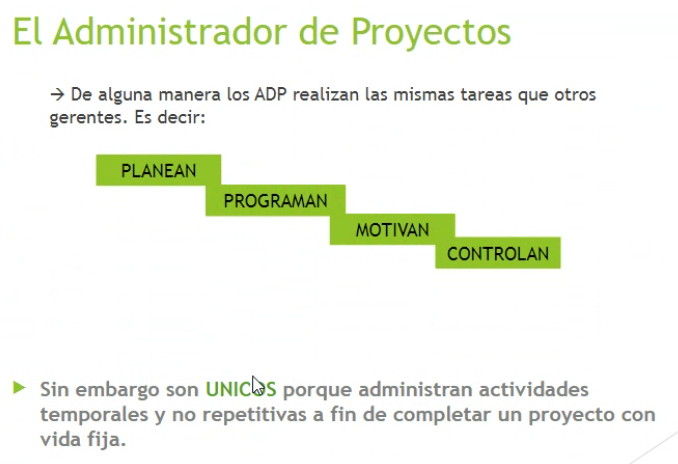 El Administrador de Proyectos
→ De alguna manera los ADP realizan las mismas tareas que otros
gerentes. Es decir:
PLANEAN
PROGRAMAN
MOTIVAN
CONTROLAN
Sin embargo son UNICOS porque administran actividades
temporales y no repetitivas a fin de completar un proyecto con
vida fija.